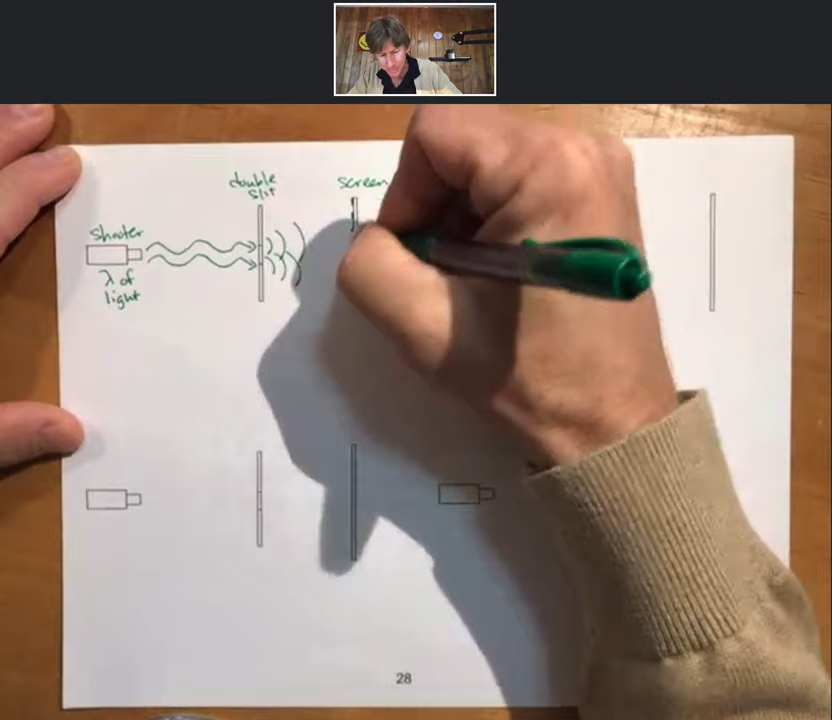 double
slit
screen
shooter
λ of
light
28